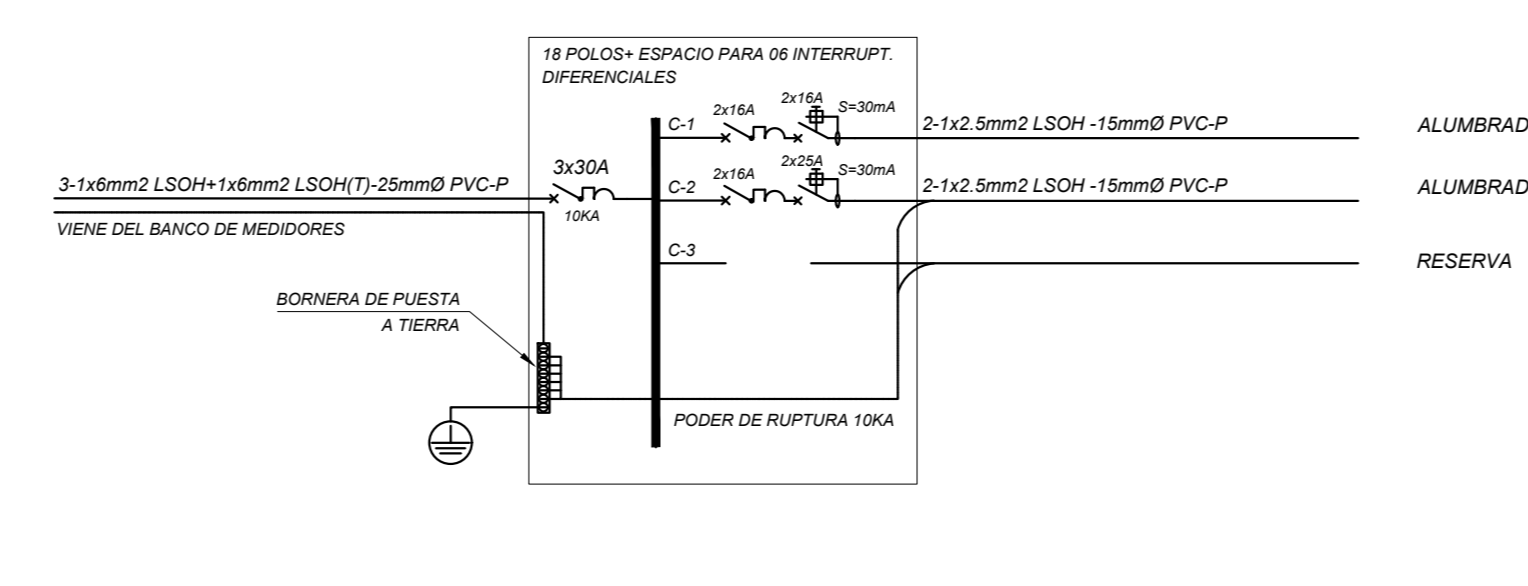 18 POLOS+ ESPACIO PARA 06 INTERRUPT.
DIFERENCIALES
2x16A
2x16A
S=30mA
C-1
2-1x2.5mm2 LSOH -15mmØ PVC-P
ALUMBRAD
3x30A
2x16A
2x25A
S=30mA
C-2
2-1x2.5mm2 LSOH -15mmØ PVC-P
ALUMBRAD
3-1x6mm2 LSOH+1x6mm2 LSOH(T)-25mmØ PVC-P
10KA
VIENE DEL BANCO DE MEDIDORES
C-3
RESERVA
BORNERA DE PUESTA
A TIERRA
PODER DE RUPTURA 10KA